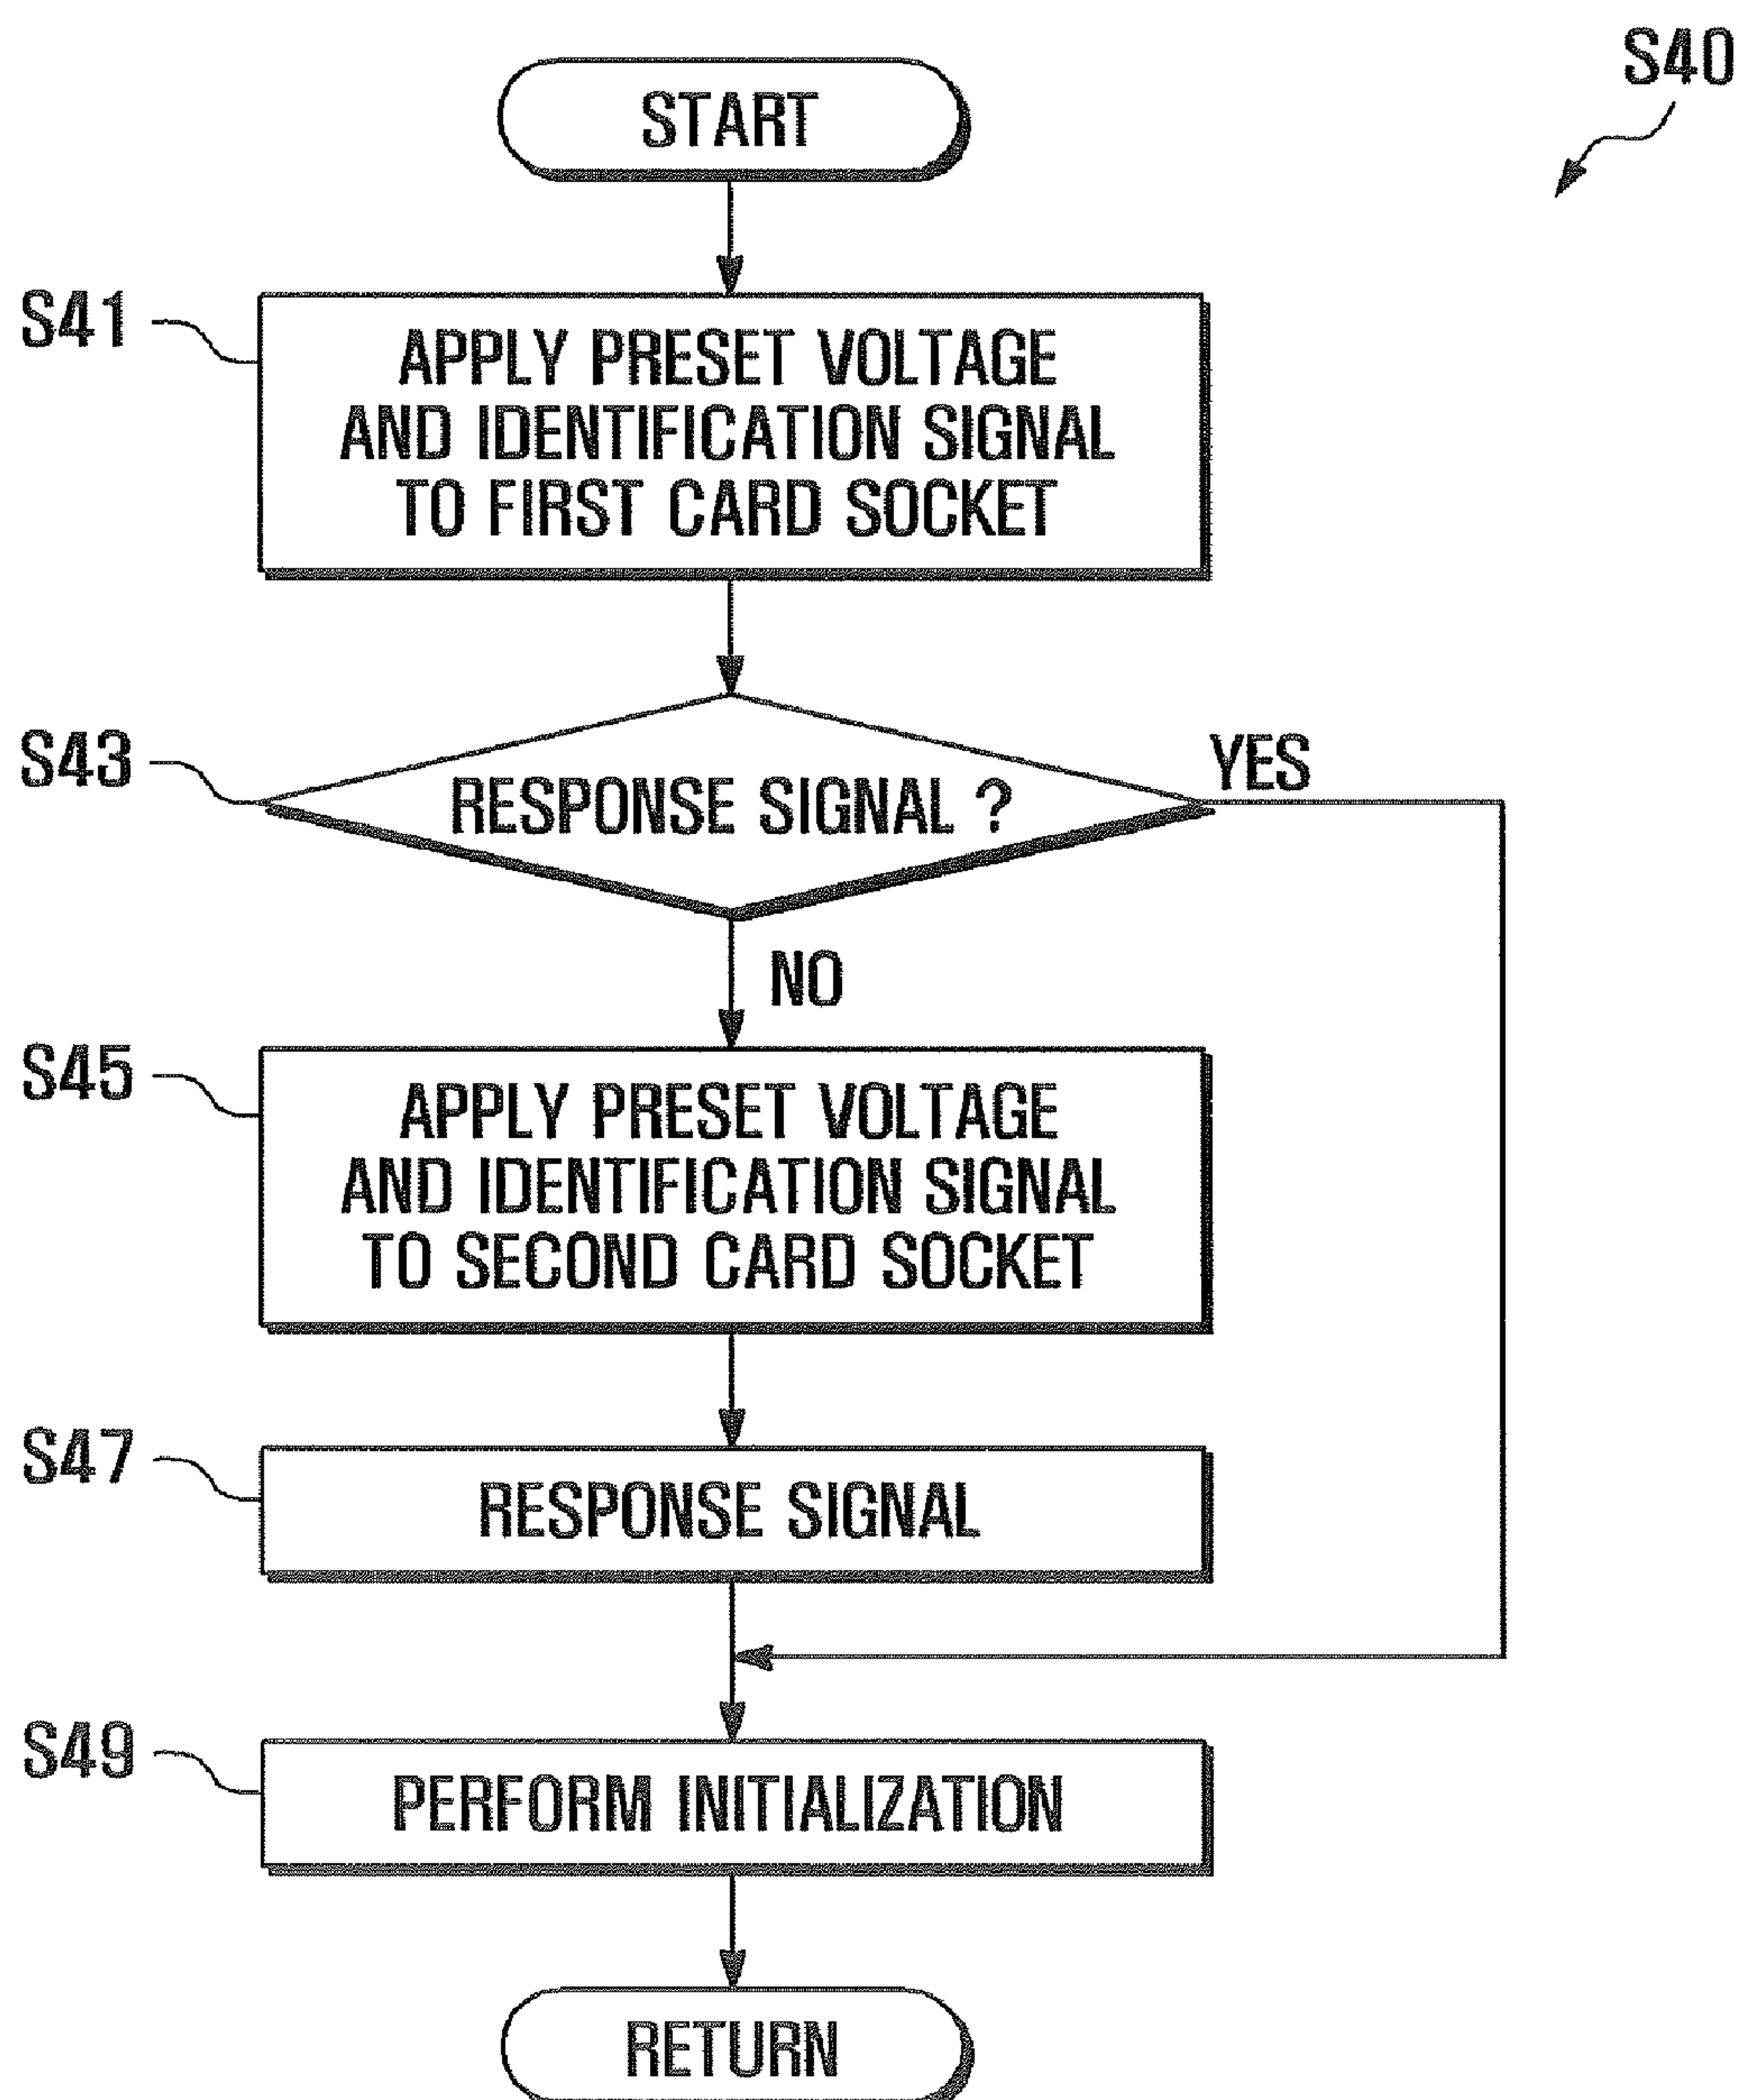 S40
START
S41
APPLY PRESET VOLTAGE
AND IDENTIFICATION SIGNAL
TO FIRST CARD SOCKET
S43
RESPONSE SIGNAL ?
YES
NO
S45
APPLY PRESET VOLTAGE
AND IDENTIFICATION SIGNAL
TO SECOND CARD SOCKET
S47
RESPONSE SIGNAL
S49
PERFORM INITIALIZATION
RETURN